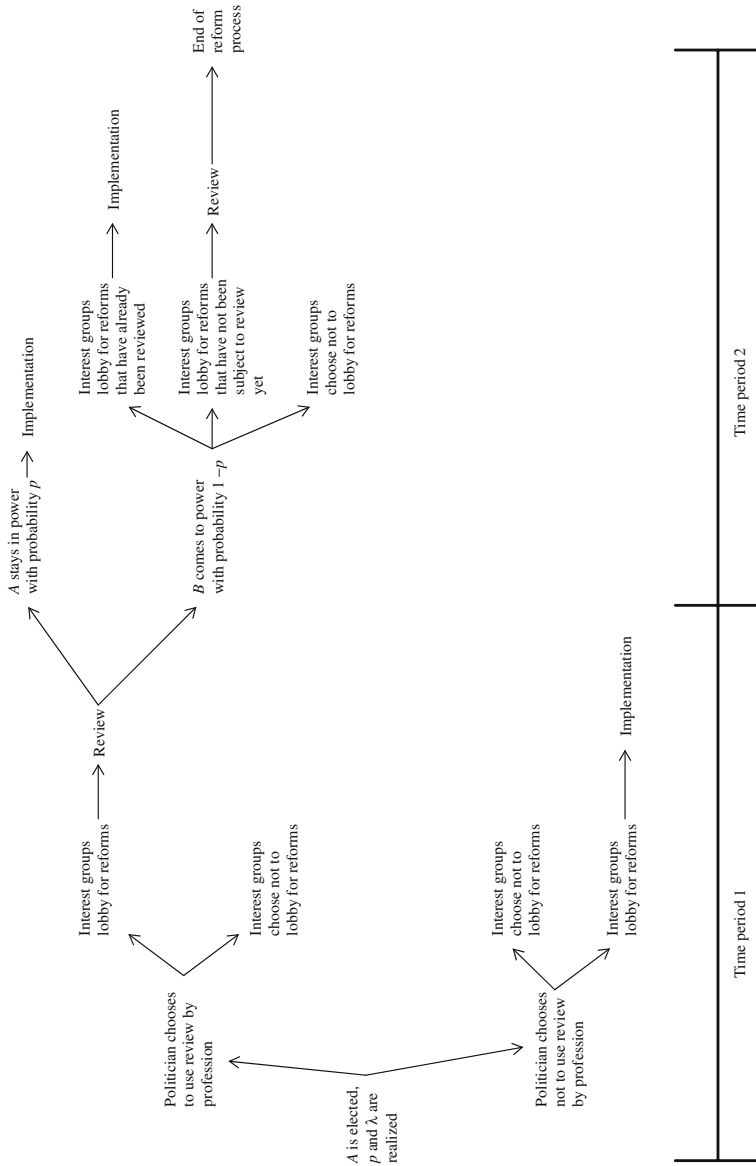 A is elected,
p and λ are
realized
Politician chooses
to use review by
profession
Politician chooses
not to use review
by profession
Interest groups
lobby for reforms
Interest groups
choose not to
lobby for reforms
Interest groups
choose not to
lobby for reforms
Interest groups
lobby for reforms
Review
Implementation
A stays in power
with probability p
Implementation
B comes to power
with probability 1 – p
Interest groups
lobby for reforms
that have already
been reviewed
Implementation
Interest groups
lobby for reforms
that have not been
subject to review
yet
Review
End of
reform
process
Interest groups
choose not to
lobby for reforms
Time period 1
Time period 2